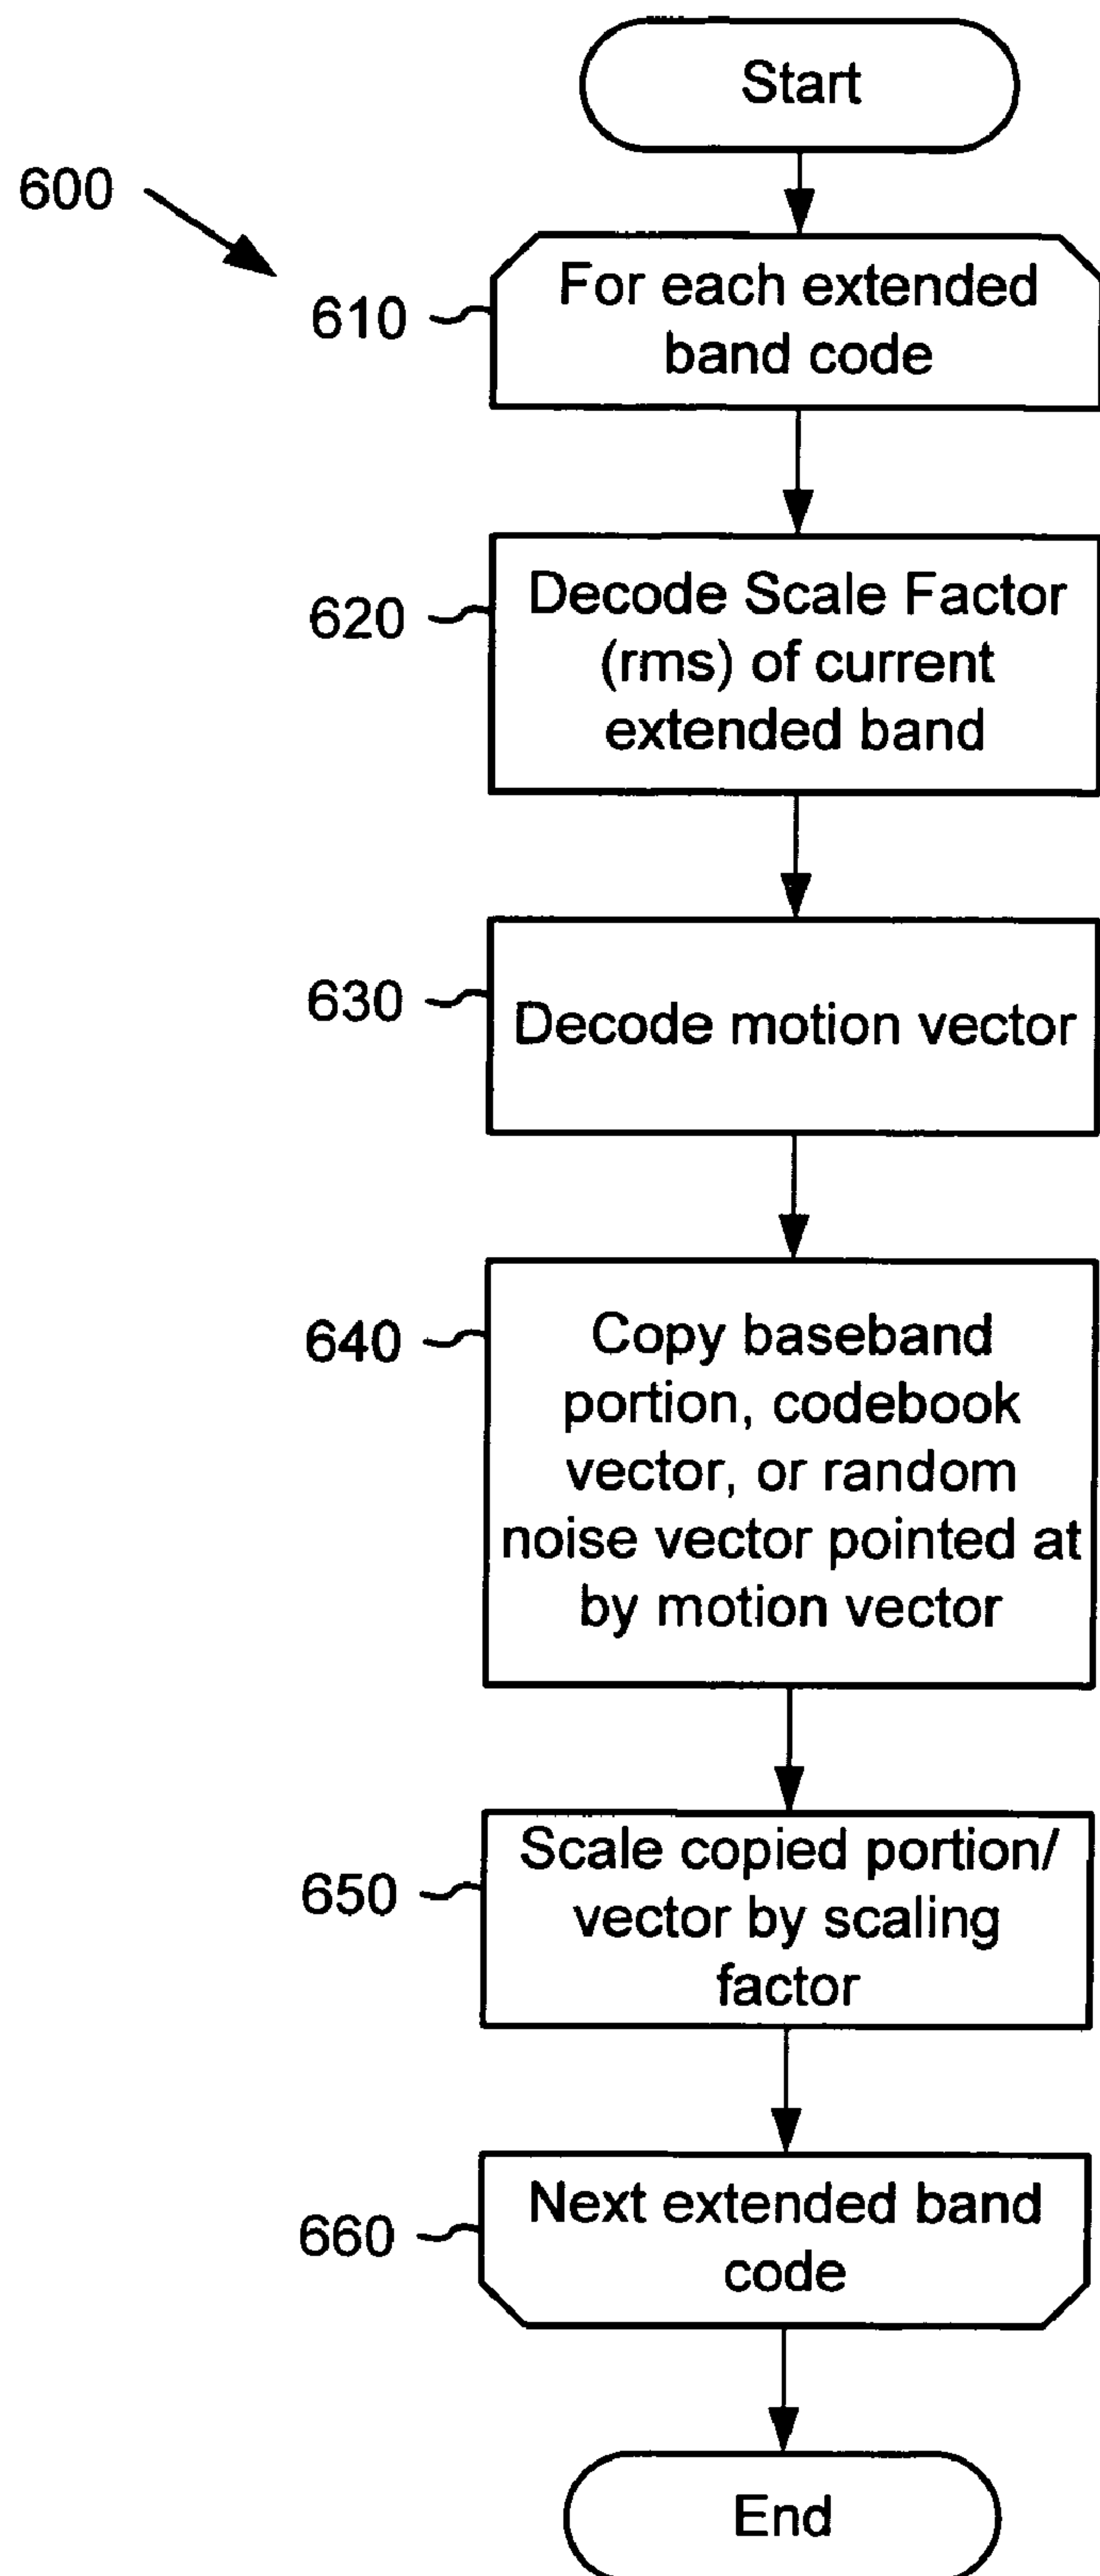 Start
600
610
For each extended
band code
620
Decode Scale Factor
(rms) of current
extended band
630
Decode motion vector
640
Copy baseband
portion, codebook
vector, or random
noise vector pointed at
by motion vector
650
Scale copied portion/
vector by scaling
factor
660
Next extended band
code
End